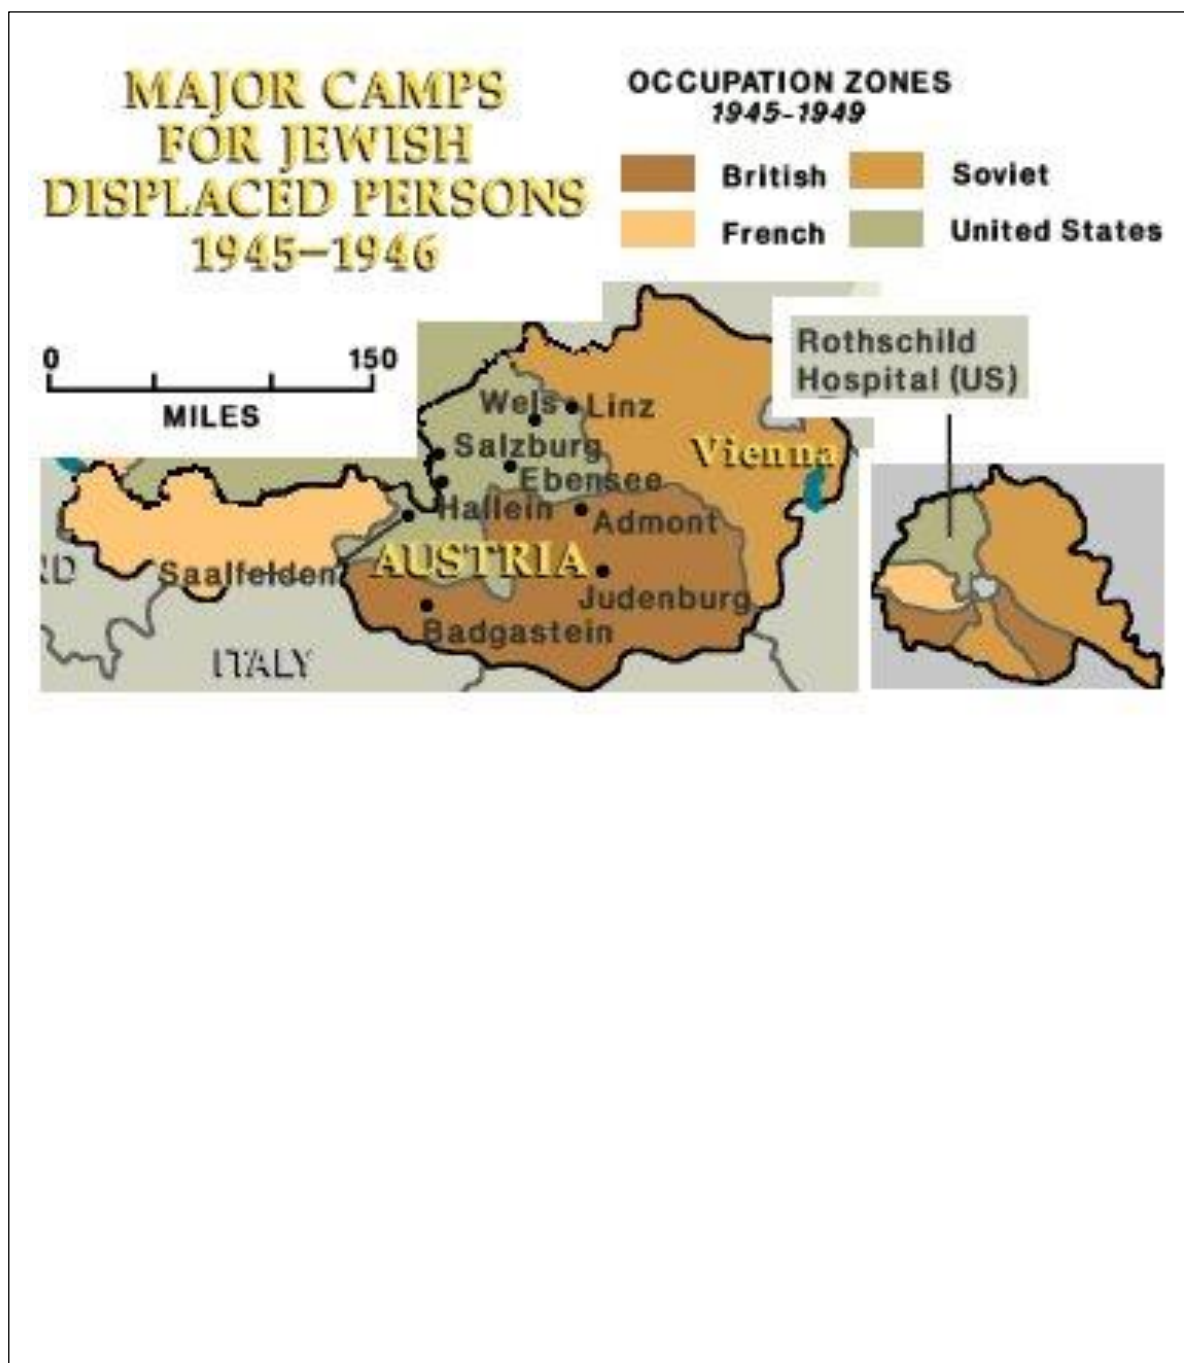 MAJOR CAMPS
FOR JEWISH
DISPLACED PERSONS
1945–1946
OCCUPATION ZONES
1945-1949
British
Soviet
French
United States
0
150
MILES
Rothschild
Hospital (US)
Wels
Linz
Salzburg
Vienna
Ebensee
Hallein
Admont
AUSTRIA
Saalfelden
Judenburg
Badgastein
ITALY
RD